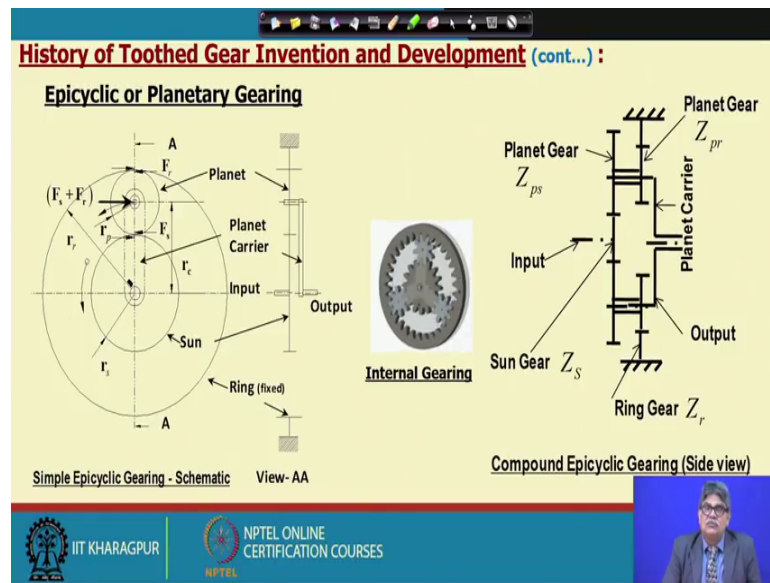 History of Toothed Gear Invention and Development (cont...) :
Epicyclic or Planetary Gearing
A
F_r
Planet
(F_s + F_r)
r_p
F_s
r_r
Planet
Carrier
r_c
Input
Output
Sun
r_s
Ring (fixed)
A
Simple Epicyclic Gearing - Schematic
View- AA
Internal Gearing
Planet Gear
Z_pr
Planet Gear
Z_ps
Planet Carrier
Input
Output
Sun Gear Z_S
Ring Gear Z_r
Compound Epicyclic Gearing (Side view)
IIT KHARAGPUR
NPTEL
NPTEL ONLINE
CERTIFICATION COURSES